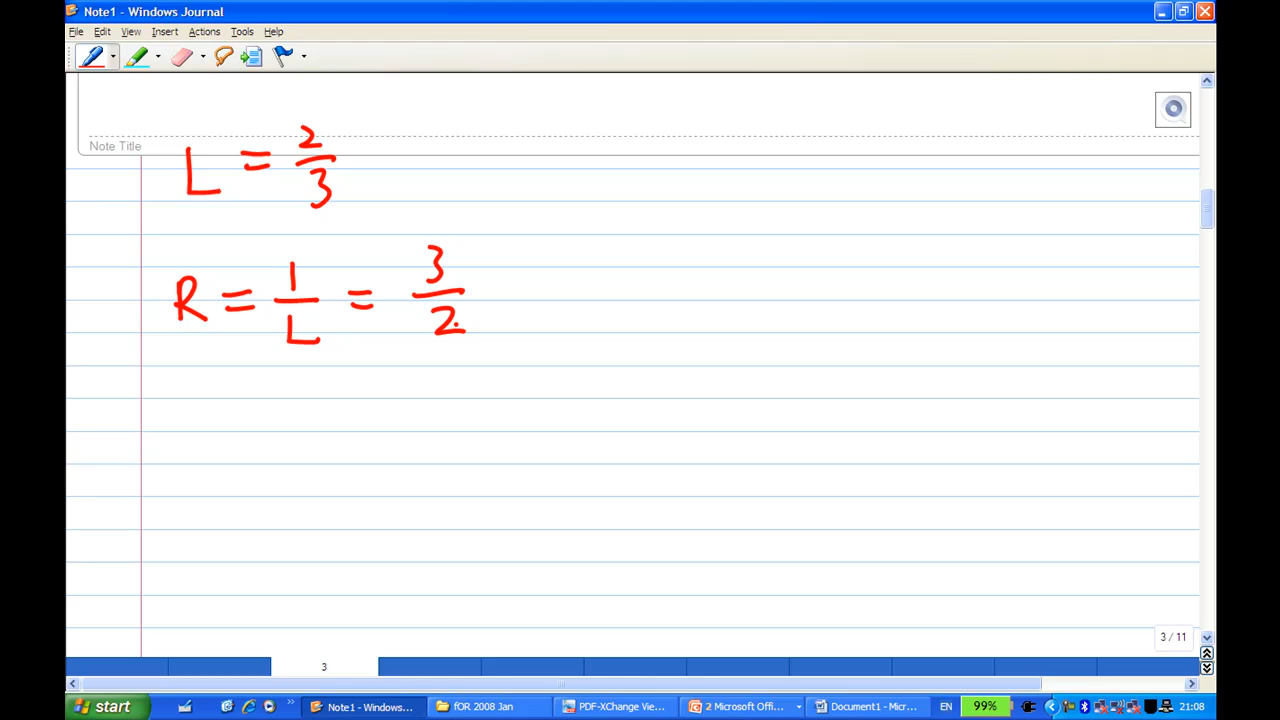 Note1 - Windows Journal
File Edit View Insert Actions Tools Help
Note Title
L = 2/3
R = 1/L = 3/2
3 / 11
3
start Note1 - Windows... fOR 2008 Jan PDF-XChange Vie... 2 Microsoft Offi... Document1 - Micr... EN 99% 21:08